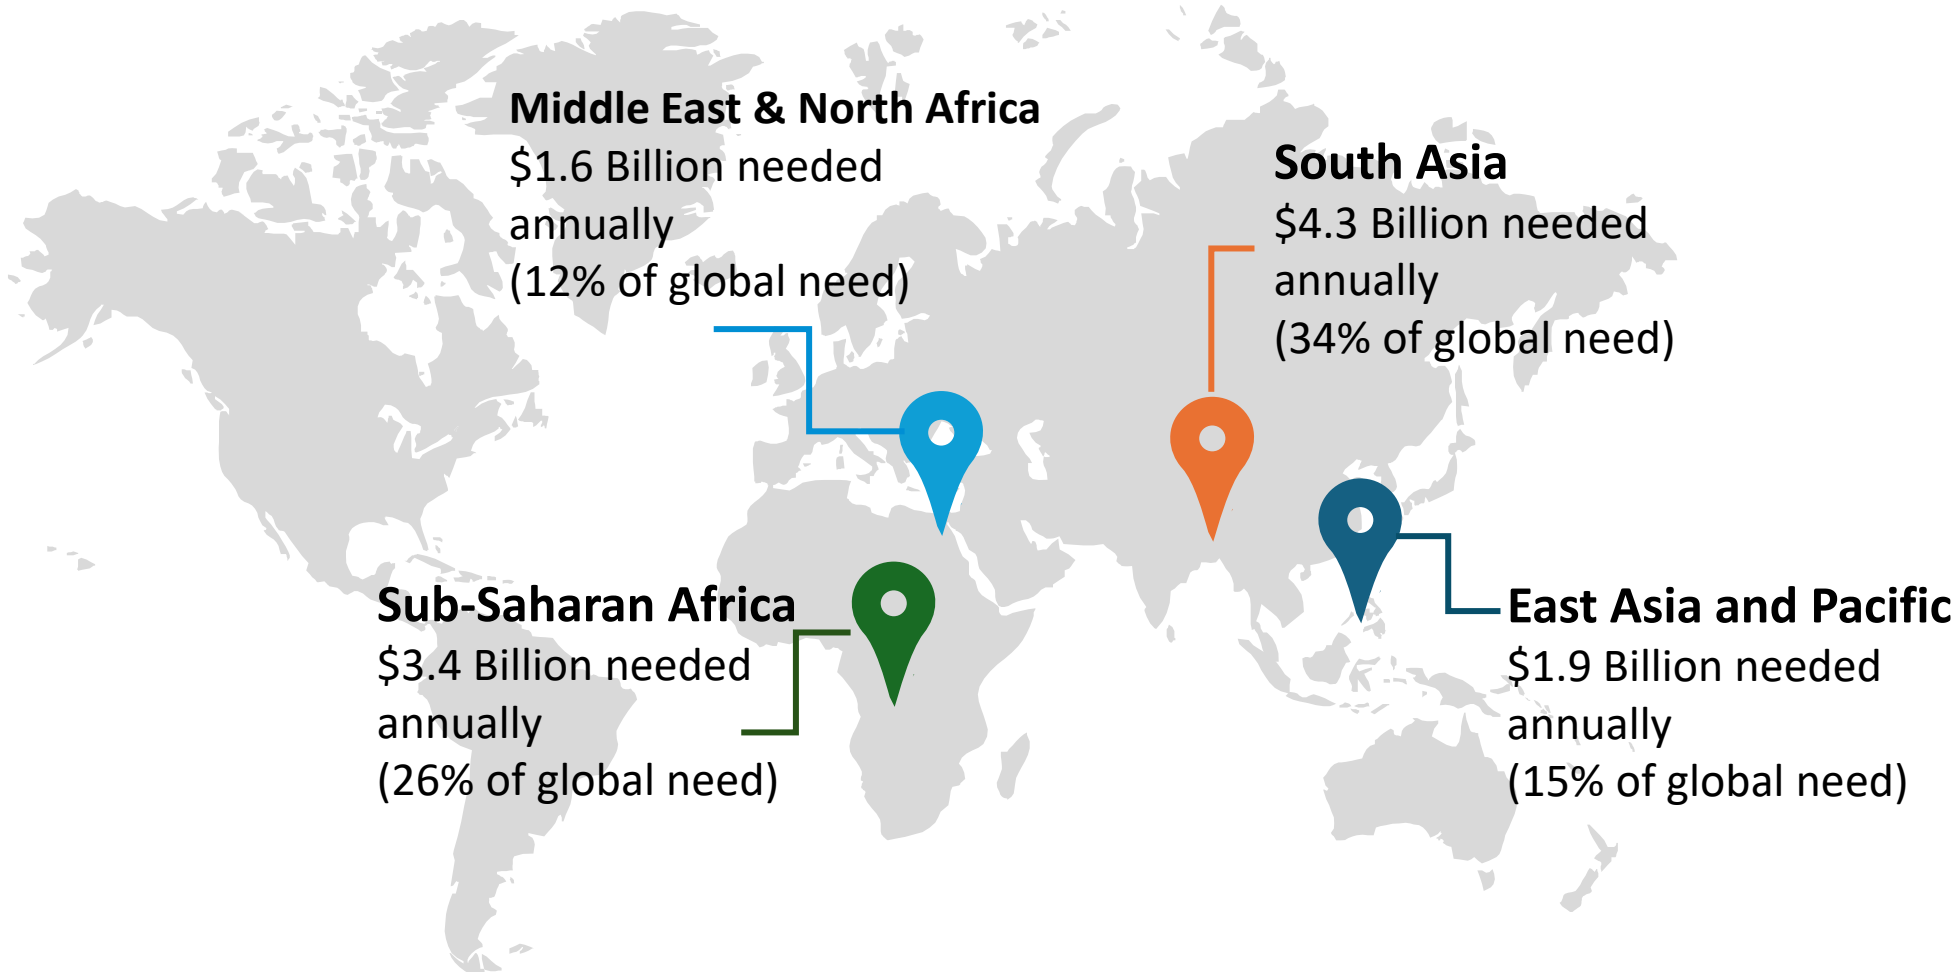 Middle East & North Africa
$1.6 Billion needed
annually
(12% of global need)
South Asia
$4.3 Billion needed
annually
(34% of global need)
Sub-Saharan Africa
$3.4 Billion needed
annually
(26% of global need)
East Asia and Pacific
$1.9 Billion needed
annually
(15% of global need)